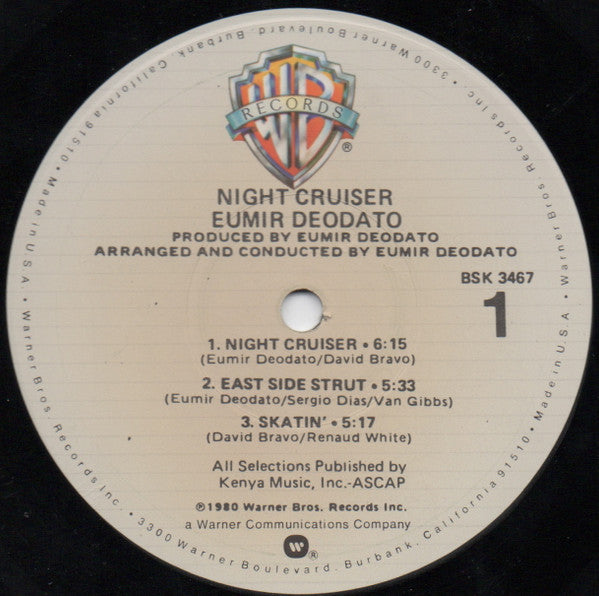 WB
RECORDS
®
NIGHT CRUISER
EUMIR DEODATO
PRODUCED BY EUMIR DEODATO
ARRANGED AND CONDUCTED BY EUMIR DEODATO
BSK 3467
1
1. NIGHT CRUISER • 6:15
(Eumir Deodato/David Bravo)
2. EAST SIDE STRUT • 5:33
(Eumir Deodato/Sergio Dias/Van Gibbs)
3. SKATIN' • 5:17
(David Bravo/Renaud White)
All Selections Published by
Kenya Music, Inc.-ASCAP
℗1980 Warner Bros. Records Inc.
a Warner Communications Company
W®
Warner Bros. Records Inc. • 3300 Warner Boulevard, Burbank, California 91510 • Made in U.S.A. • Warner Bros. Records Inc. • 3300 Warner Boulevard, Burbank, California 91510 • Made in U.S.A. •